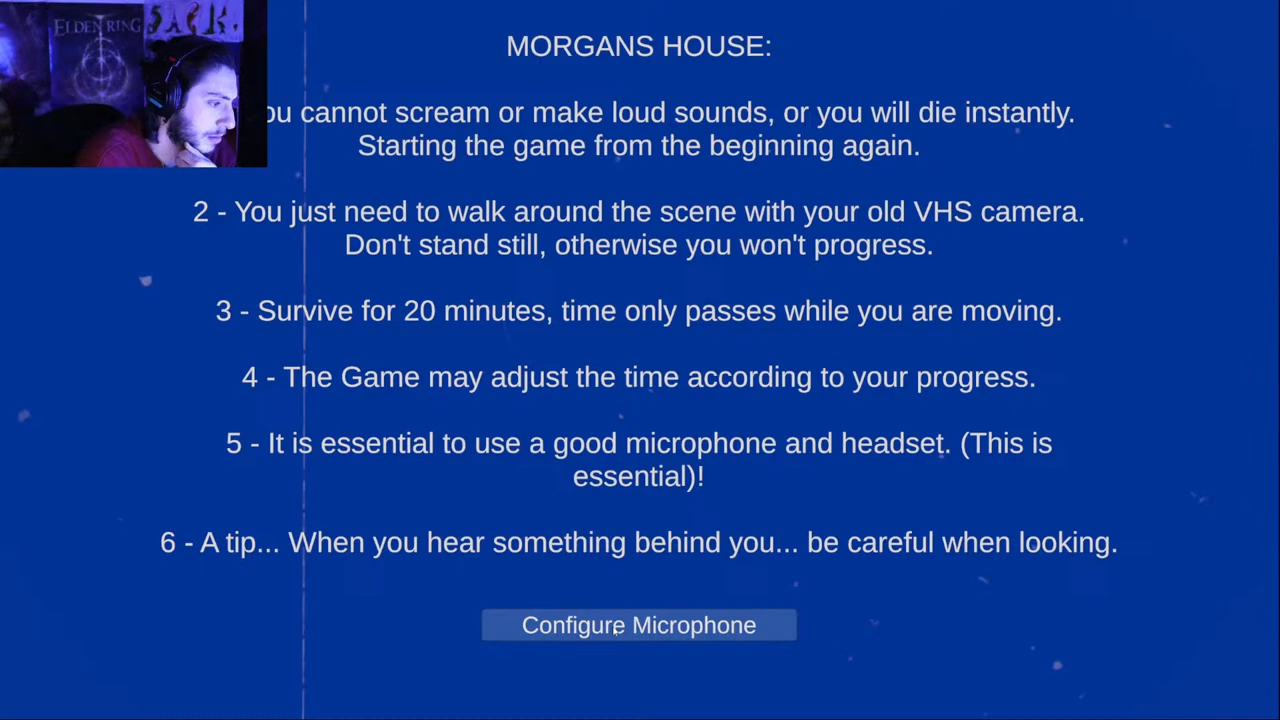 ELDEN RING
MORGANS HOUSE:
ou cannot scream or make loud sounds, or you will die instantly.
Starting the game from the beginning again.
2 - You just need to walk around the scene with your old VHS camera.
Don't stand still, otherwise you won't progress.
3 - Survive for 20 minutes, time only passes while you are moving.
4 - The Game may adjust the time according to your progress.
5 - It is essential to use a good microphone and headset. (This is
essential)!
6 - A tip... When you hear something behind you... be careful when looking.
Configure Microphone